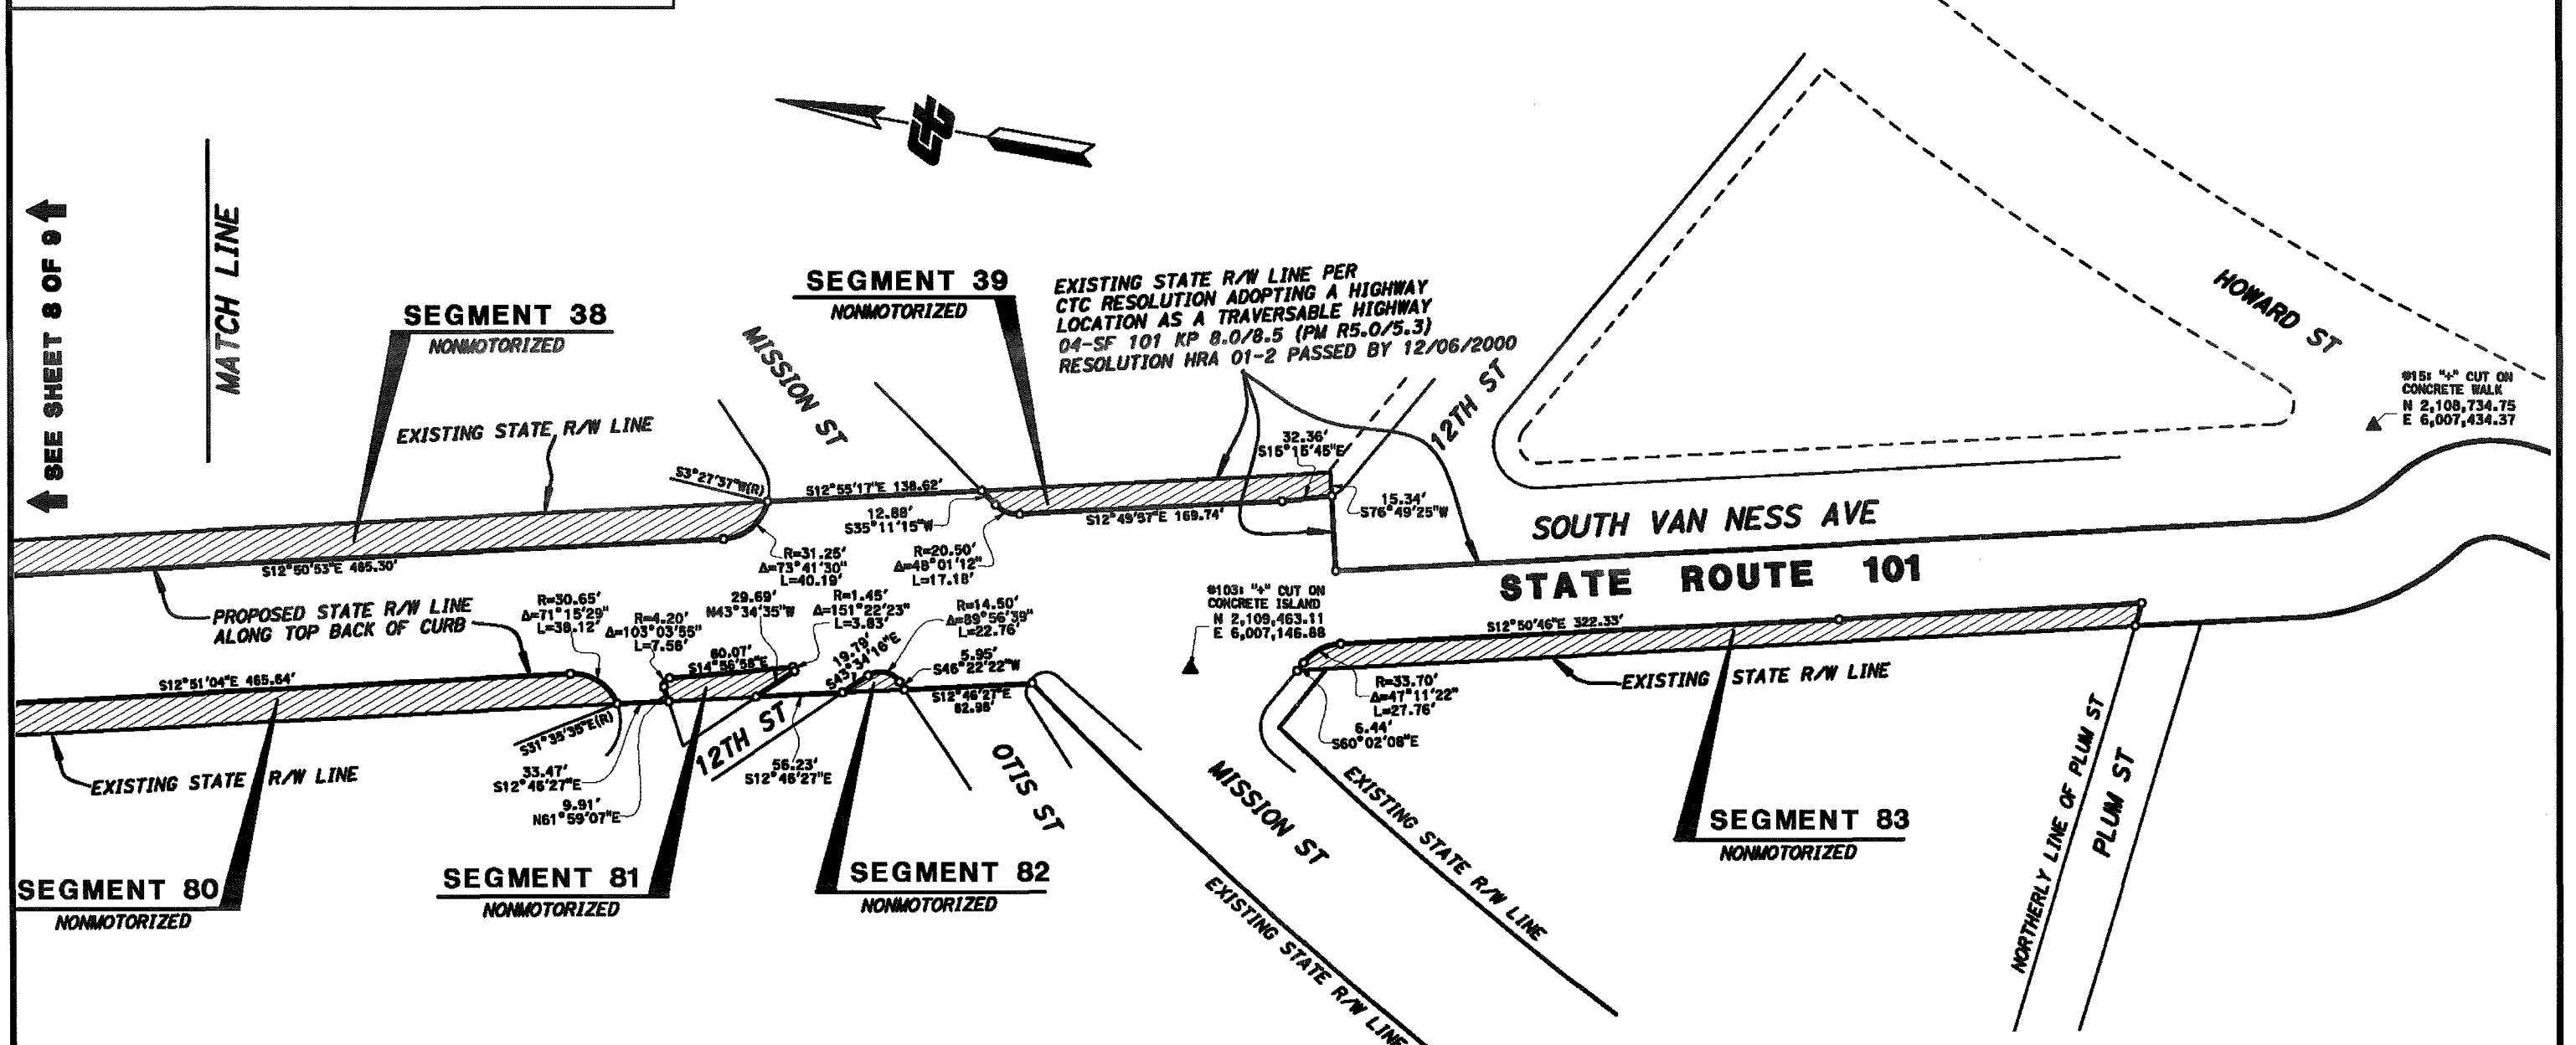 SEE SHEET 8 OF 9
MATCH LINE
SEGMENT 38
NONMOTORIZED
EXISTING STATE R/W LINE
MISSION ST
SEGMENT 39
NONMOTORIZED
EXISTING STATE R/W LINE PER
CTC RESOLUTION ADOPTING A HIGHWAY
LOCATION AS A TRAVERSABLE HIGHWAY
04-SF 101 KP 8.0/8.5 (PM R5.0/5.3)
RESOLUTION HRA 01-2 PASSED BY 12/06/2000
12TH ST
HOWARD ST
#15: "+" CUT ON
CONCRETE WALK
N 2,108,734.75
E 6,007,434.37
S3°27'37"W(R)
S12°55'17"E 138.62'
12.88'
S35°11'15"W
S12°49'57"E 169.74'
32.36'
S15°15'45"E
15.34'
S76°49'25"W
SOUTH VAN NESS AVE
STATE ROUTE 101
S12°50'53"E 485.30'
R=31.25'
Δ=73°41'30"
L=40.19'
R=20.50'
Δ=48°01'12"
L=17.18'
PROPOSED STATE R/W LINE
ALONG TOP BACK OF CURB
R=30.65'
Δ=71°15'29"
L=38.12'
R=4.20'
Δ=103°03'55"
L=7.56'
29.69'
N43°34'35"W
R=1.45'
Δ=151°22'23"
L=3.83'
R=14.50'
Δ=89°56'39"
L=22.76'
60.07'
S14°56'58"E
19.79'
S43°34'16"E
5.95'
S46°22'22"W
S12°46'27"E
62.98'
#103: "+" CUT ON
CONCRETE ISLAND
N 2,109,463.11
E 6,007,146.88
S12°50'46"E 322.33'
EXISTING STATE R/W LINE
R=33.70'
Δ=47°11'22"
L=27.76'
6.44'
S60°02'08"E
S12°51'04"E 465.64'
S31°35'35"E(R)
EXISTING STATE R/W LINE
33.47'
S12°46'27"E
9.91'
N61°59'07"E
12TH ST
56.23'
S12°46'27"E
OTIS ST
MISSION ST
EXISTING STATE R/W LINE
EXISTING STATE R/W LINE
NORTHERLY LINE OF PLUM ST
PLUM ST
SEGMENT 80
NONMOTORIZED
SEGMENT 81
NONMOTORIZED
SEGMENT 82
NONMOTORIZED
SEGMENT 83
NONMOTORIZED